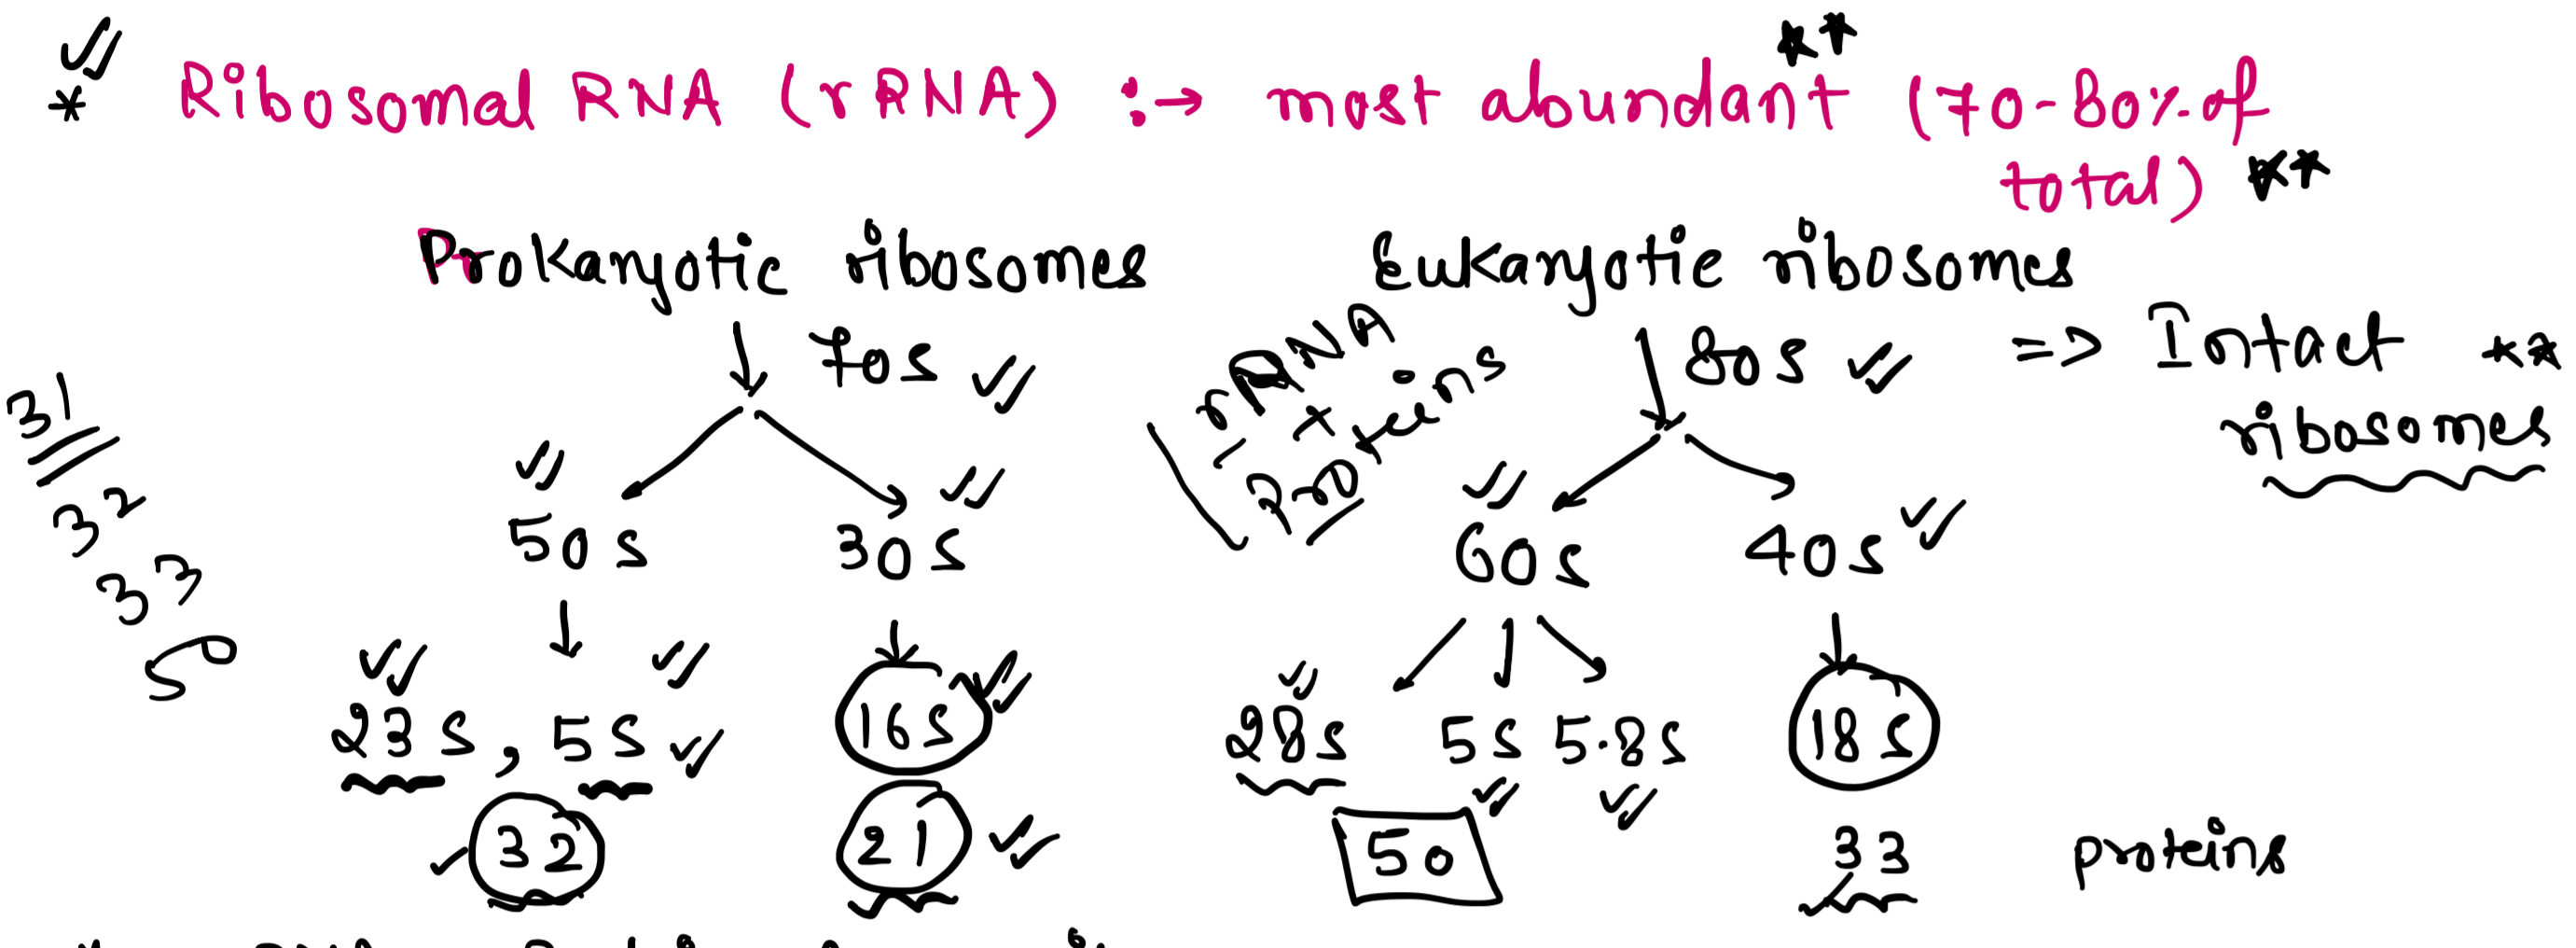 * Ribosomal RNA (rRNA) :→ most abundant ** (70-80% of
total) **
Prokaryotic ribosomes Eukaryotic ribosomes
70s 80s => Intact **
ribosomes
rRNA
+
Proteins
31
32
33
50
50s 30s 60s 40s
23s, 5s 16s 28s 5s 5.8s 18s
32 21 50 33 proteins